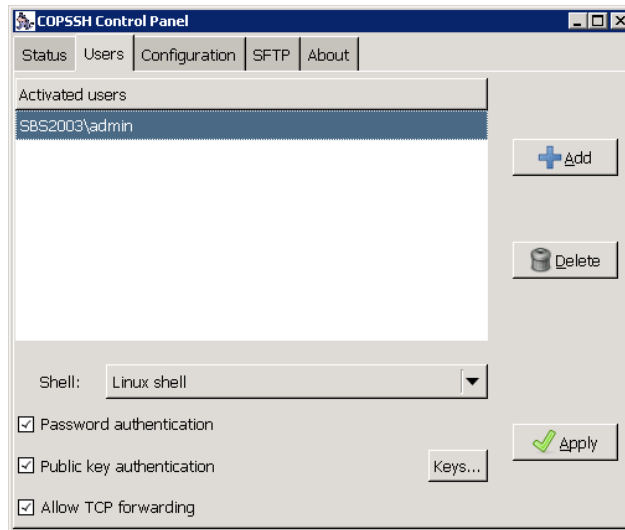 COPSSH Control Panel
Status Users Configuration SFTP About
Activated users
SBS2003\admin
Add
Delete
Shell: Linux shell
Password authentication
Apply
Public key authentication Keys...
Allow TCP forwarding